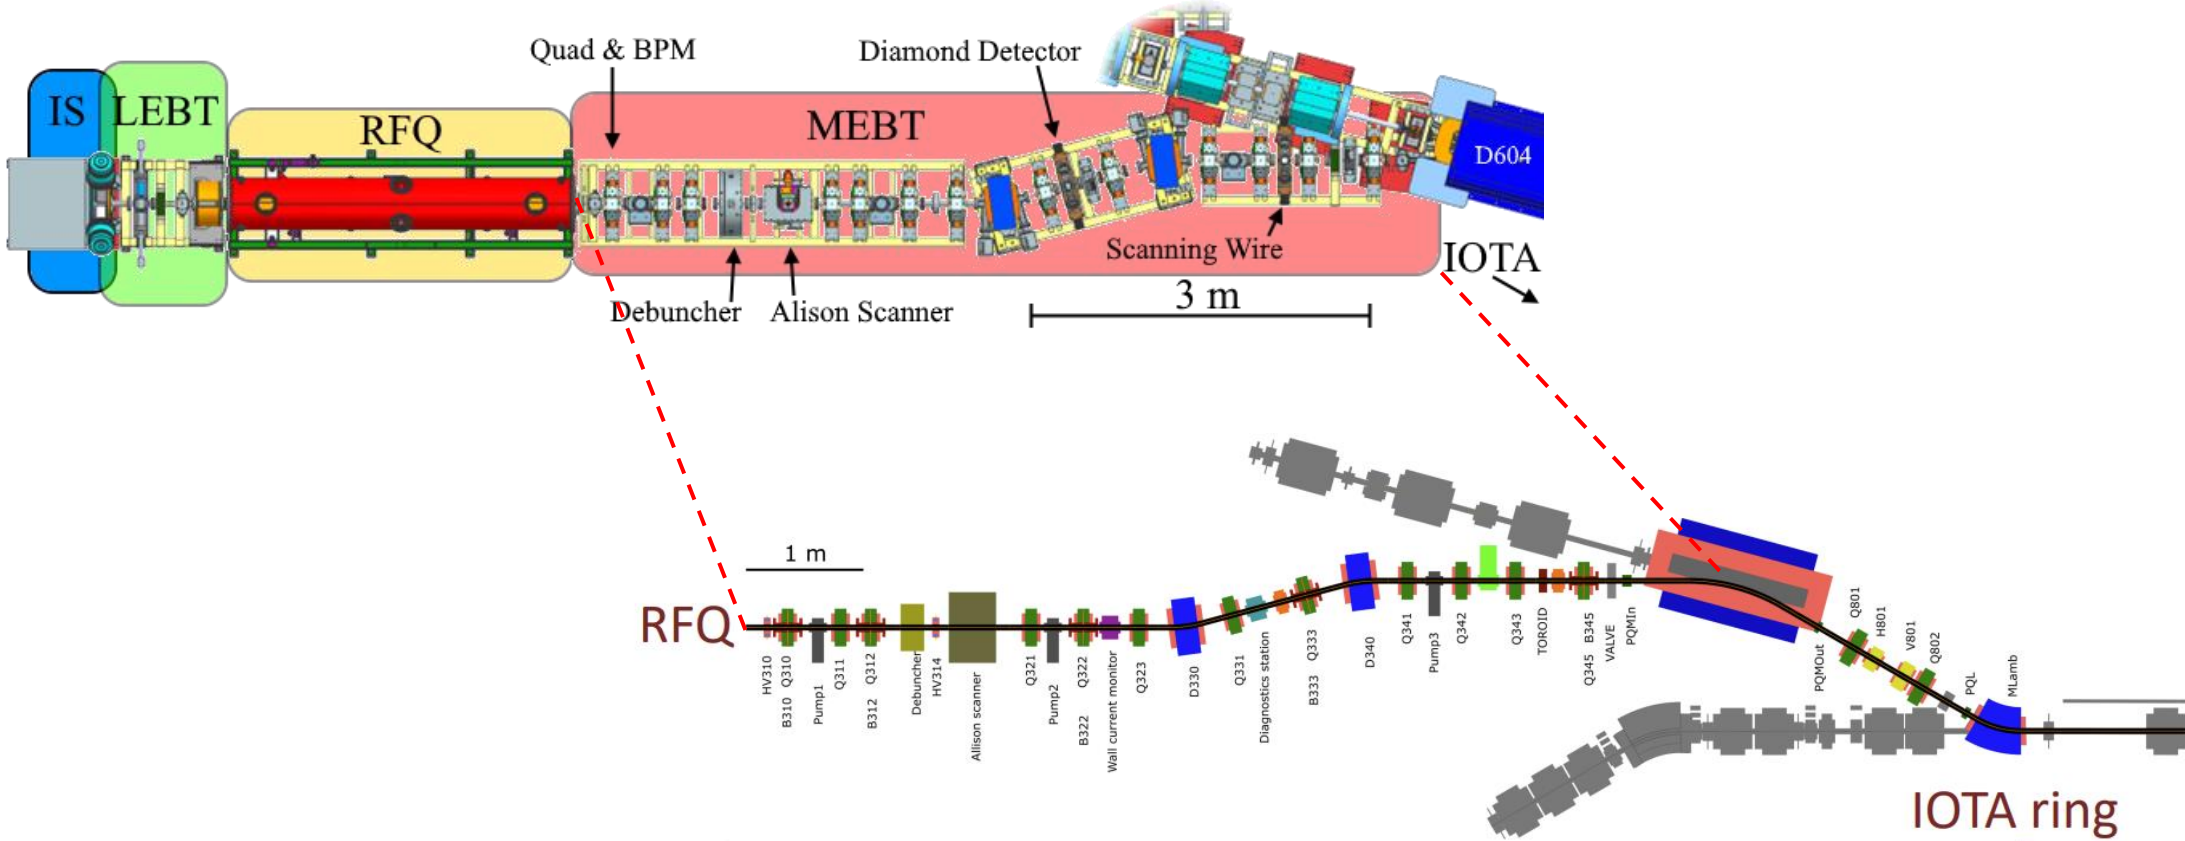 Quad & BPM
Diamond Detector
IS
LEBT
RFQ
MEBT
D604
Scanning Wire
IOTA
3 m
Debuncher
Alison Scanner
1 m
RFQ
HV310
B310 Q310
Pump1
Q311
B312 Q312
Debuncher
HV314
Allison scanner
Q321
Pump2
B322 Q322
Wall current monitor
Q323
D330
Q331
Diagnostics station
B333 Q333
D340
Q341
Pump3
Q342
Q343
TOROID
Q345 B345
VALVE
PQMIn
PQMOut
Q801
H801
V801
Q802
PQL
MLamb
IOTA ring